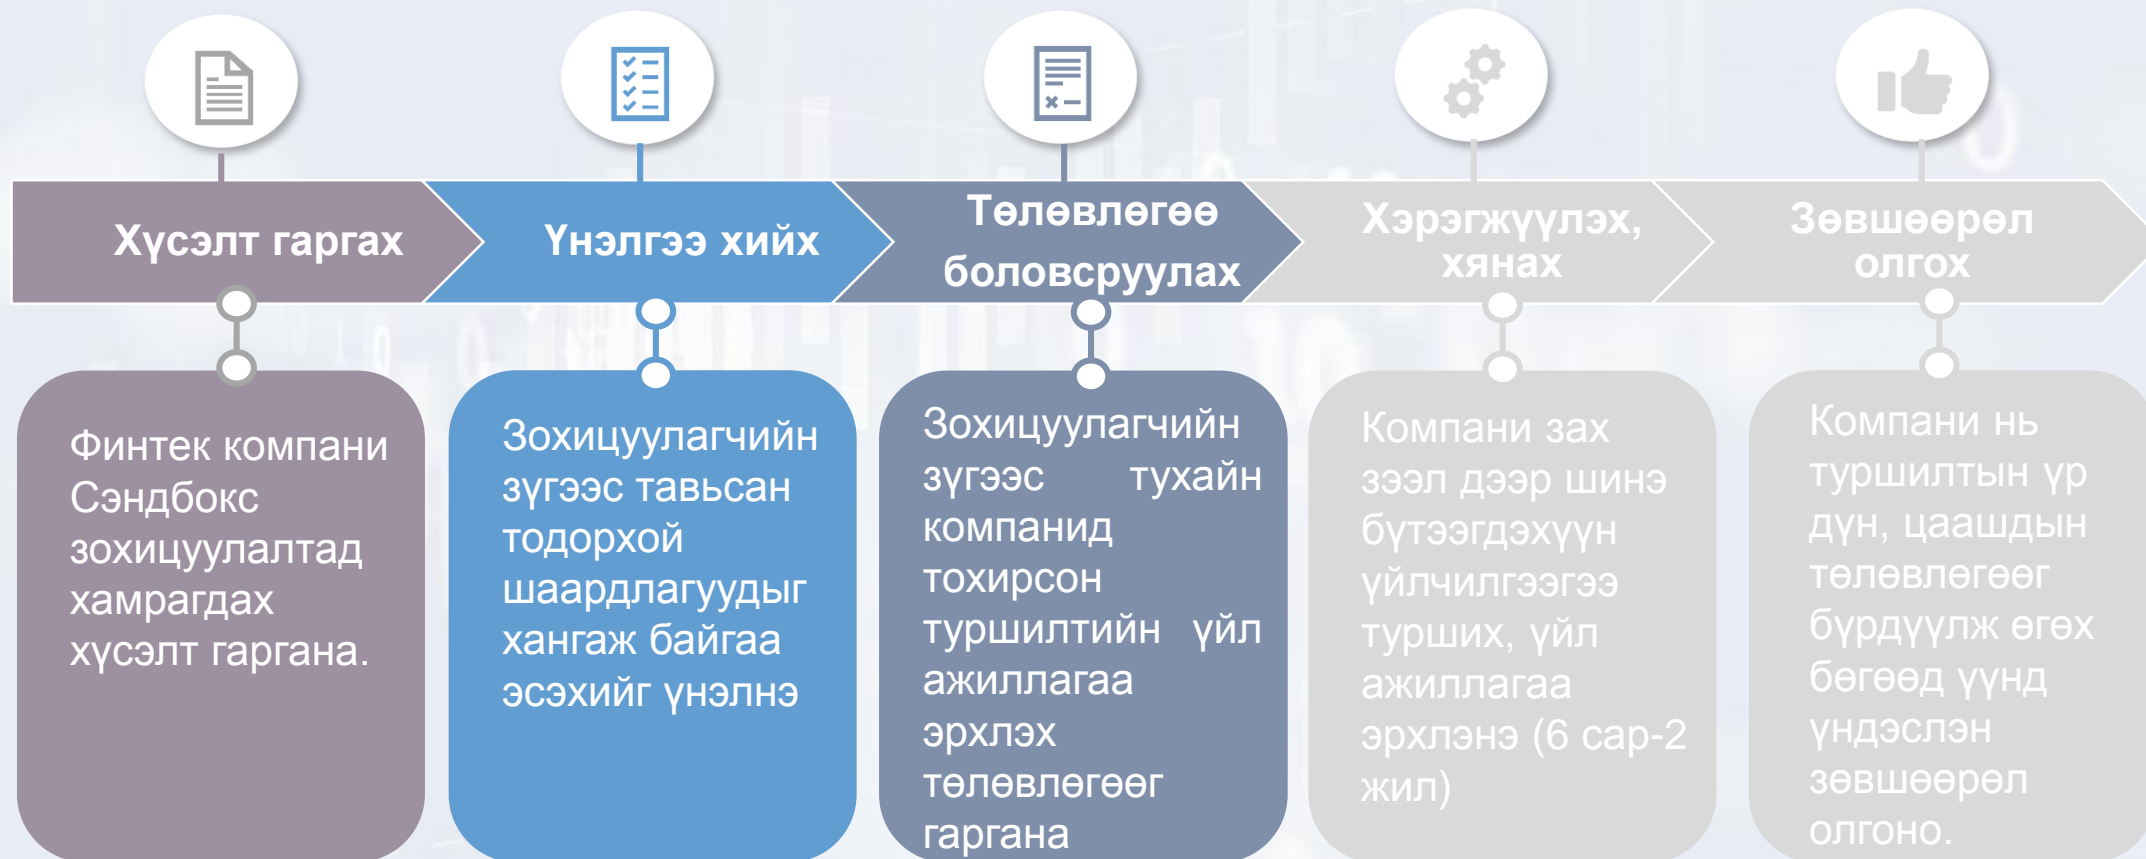 Хүсэлт гаргах
Үнэлгээ хийх
Төлөвлөгөө
боловсруулах
Хэрэгжүүлэх,
хянах
Зөвшөөрөл
олгох
Финтек компани
Сэндбокс
зохицуулалтад
хамрагдах
хүсэлт гаргана.
Зохицуулагчийн
зүгээс тавьсан
тодорхой
шаардлагуудыг
хангаж байгаа
эсэхийг үнэлнэ
Зохицуулагчийн
зүгээс тухайн
компанид
тохирсон
туршилтийн үйл
ажиллагаа
эрхлэх
төлөвлөгөөг
гаргана
Компани зах
зээл дээр шинэ
бүтээгдэхүүн
үйлчилгээгээ
турших, үйл
ажиллагаа
эрхлэнэ (6 сар-2
жил)
Компани нь
туршилтын үр
дүн, цаашдын
төлөвлөгөөг
бүрдүүлж өгөх
бөгөөд үүнд
үндэслэн
зөвшөөрөл
олгоно.